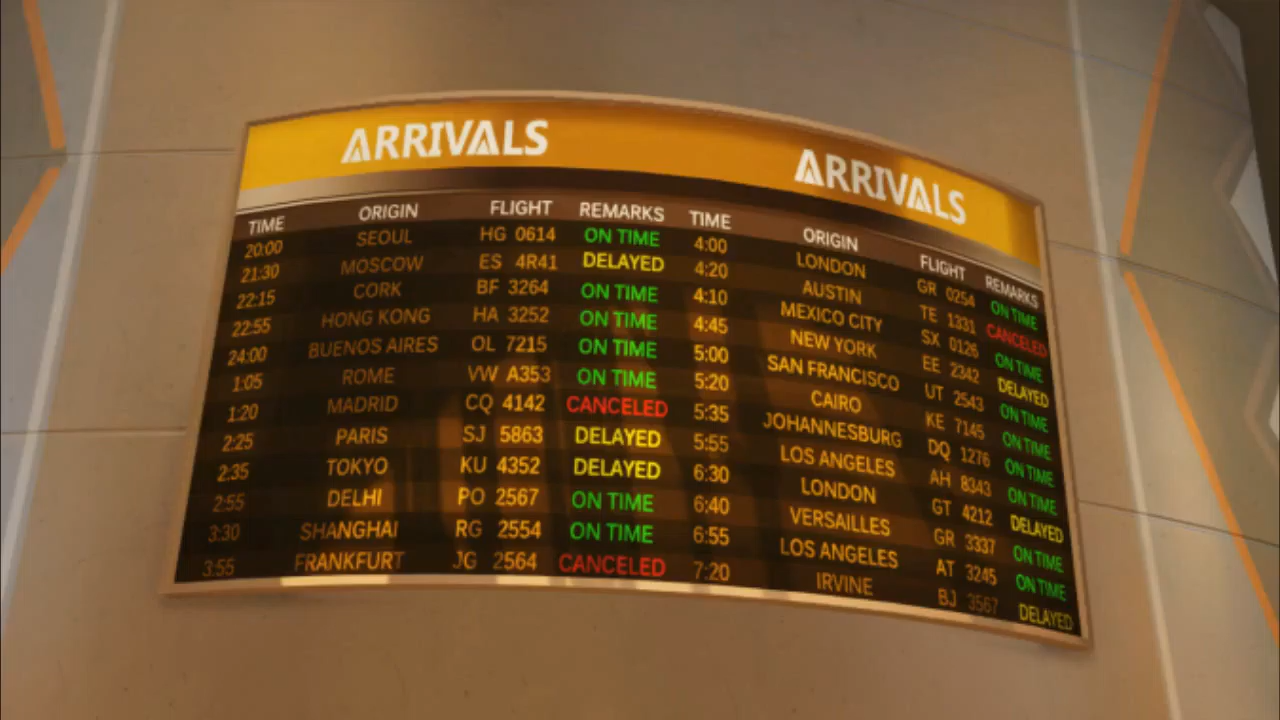 ARRIVALS
TIME ORIGIN FLIGHT REMARKS
20:00 SEOUL HG 0614 ON TIME
21:30 MOSCOW ES 4R41 DELAYED
22:15 CORK BF 3264 ON TIME
22:55 HONG KONG HA 3252 ON TIME
24:00 BUENOS AIRES OL 7215 ON TIME
1:05 ROME VW A353 ON TIME
1:20 MADRID CQ 4142 CANCELED
2:25 PARIS SJ 5863 DELAYED
2:35 TOKYO KU 4352 DELAYED
2:55 DELHI PO 2567 ON TIME
3:30 SHANGHAI RG 2554 ON TIME
3:55 FRANKFURT JG 2564 CANCELED
ARRIVALS
TIME ORIGIN FLIGHT REMARKS
4:00 LONDON GR 0254 ON TIME
4:20 AUSTIN TE 1331 CANCELED
4:10 MEXICO CITY SX 0126 ON TIME
4:45 NEW YORK EE 2342 DELAYED
5:00 SAN FRANCISCO UT 2543 ON TIME
5:20 CAIRO KE 7145 ON TIME
5:35 JOHANNESBURG DQ 1276 ON TIME
5:55 LOS ANGELES AH 8343 ON TIME
6:30 LONDON GT 4212 DELAYED
6:40 VERSAILLES GR 3337 ON TIME
6:55 LOS ANGELES AT 3245 ON TIME
7:20 IRVINE BJ 3567 DELAYED